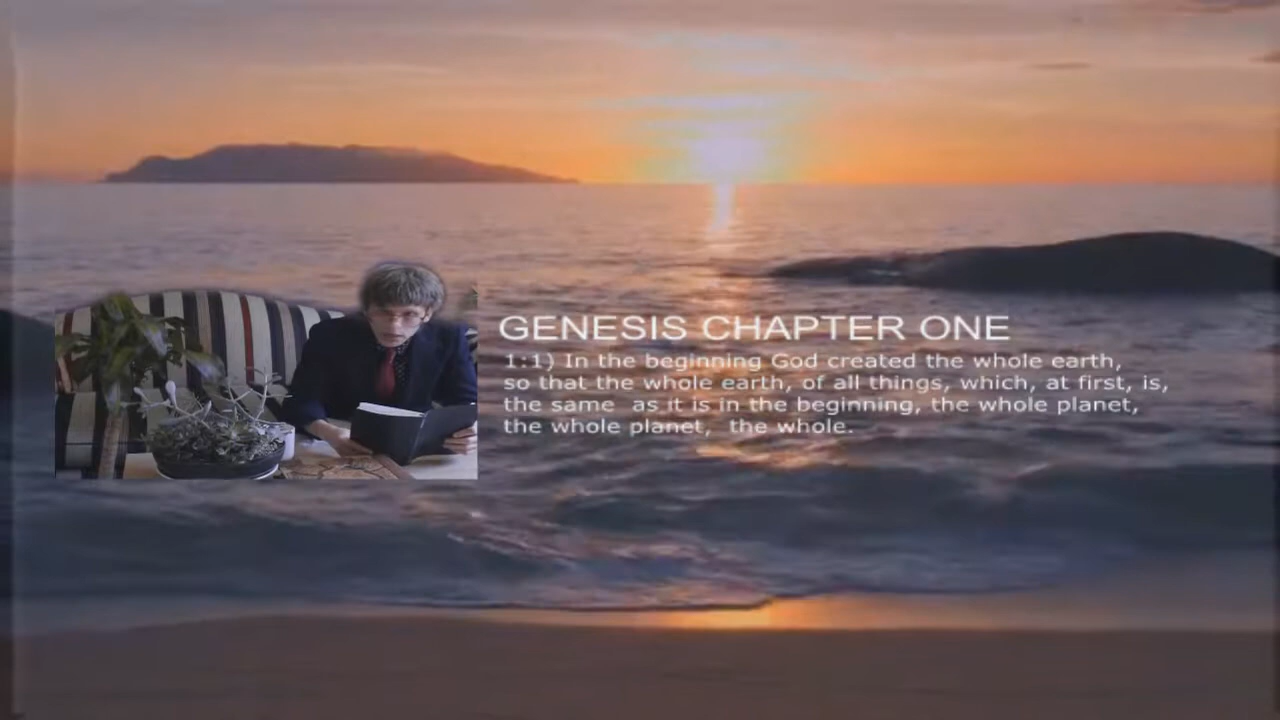 GENESIS CHAPTER ONE
1:1) In the beginning God created the whole earth,
so that the whole earth, of all things, which, at first, is,
the same as it is in the beginning, the whole planet,
the whole planet, the whole.